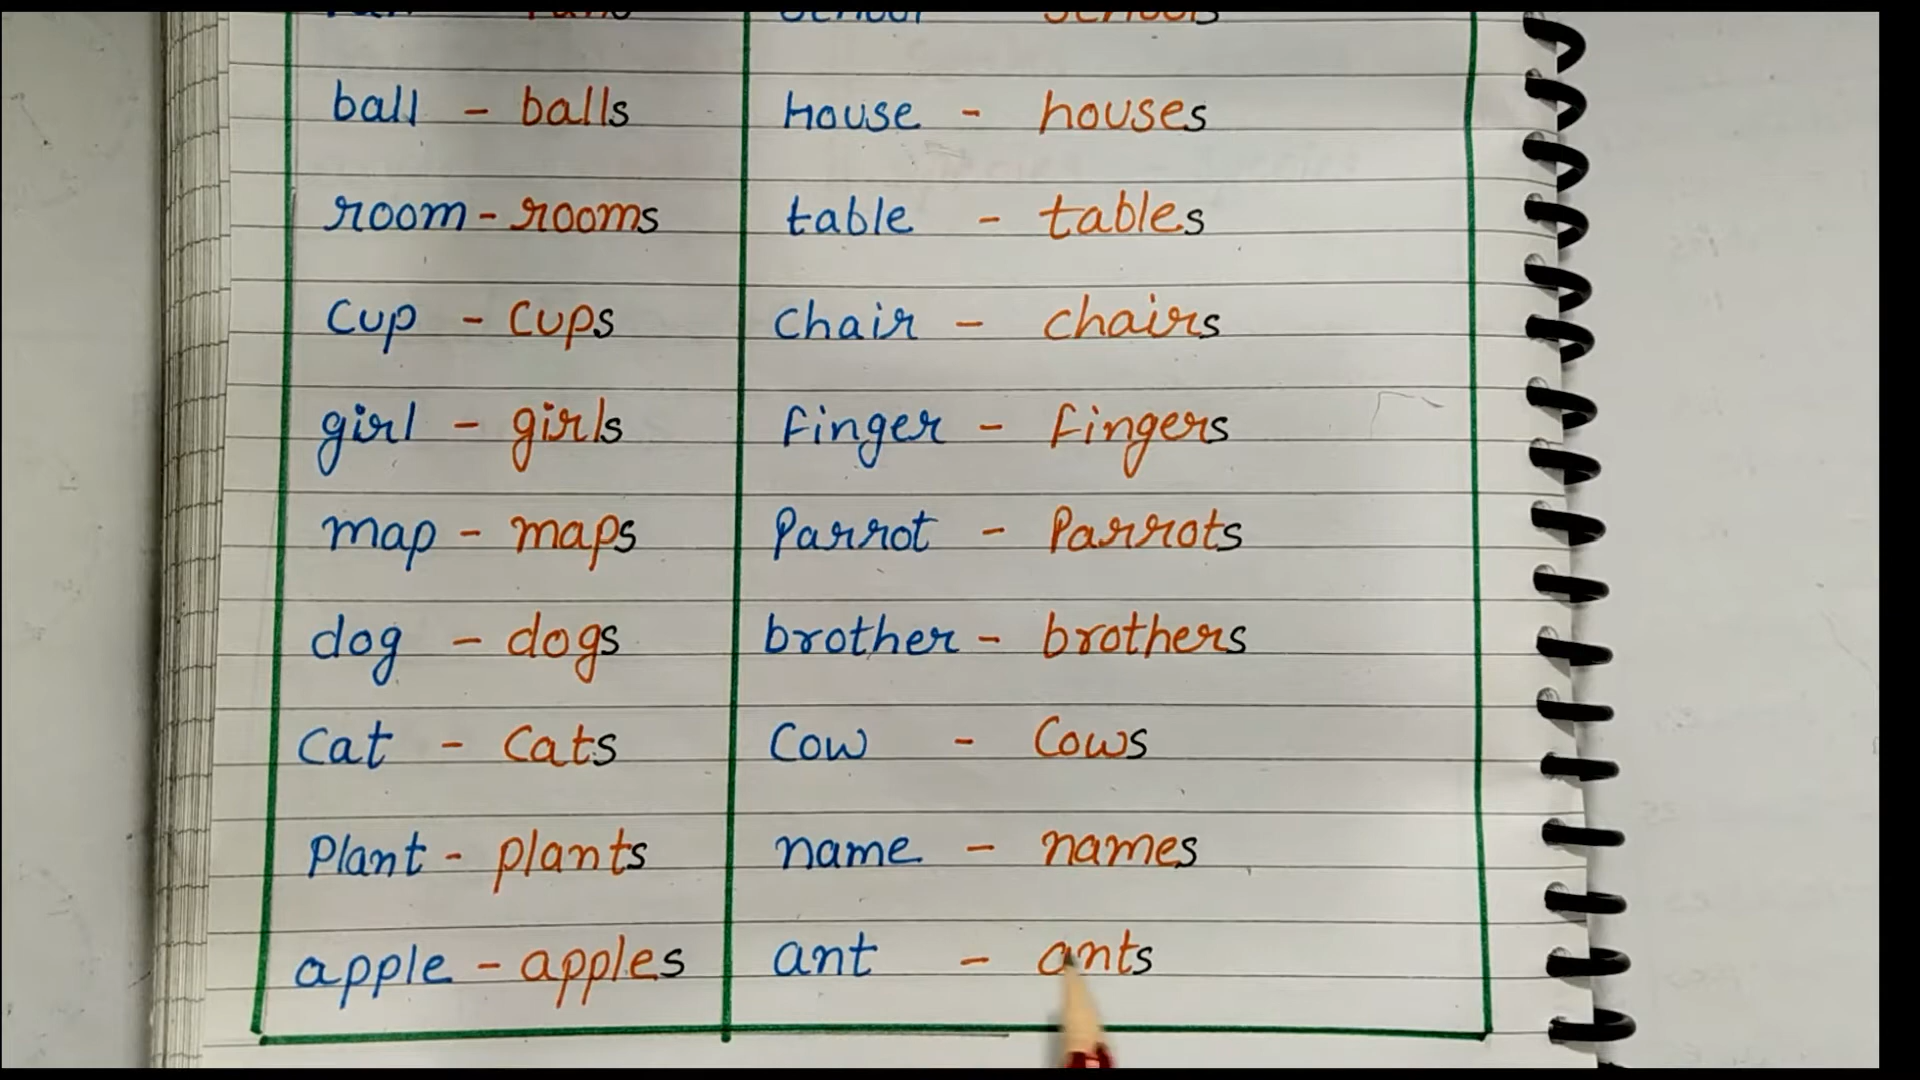 ball - balls house - houses
room - rooms table - tables
cup - cups chair - chairs
girl - girls finger - fingers
map - maps Parrot - Parrots
dog - dogs brother - brothers
Cat - Cats Cow - Cows
Plant - plants name - names
apple - apples ant - ants